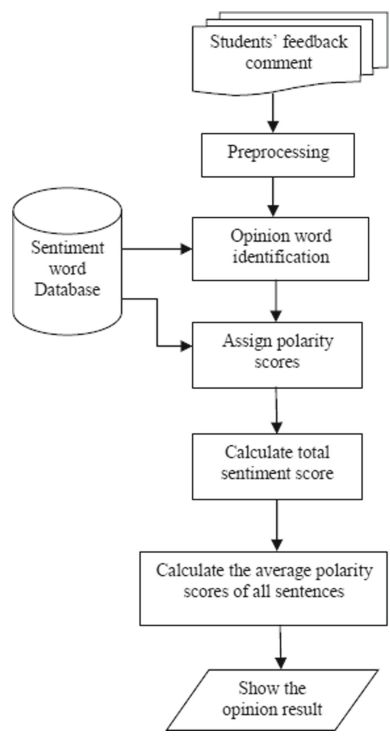 Students’ feedback
comment
Preprocessing
Sentiment
word
Database
Opinion word
identification
Assign polarity
scores
Calculate total
sentiment score
Calculate the average polarity
scores of all sentences
Show the
opinion result